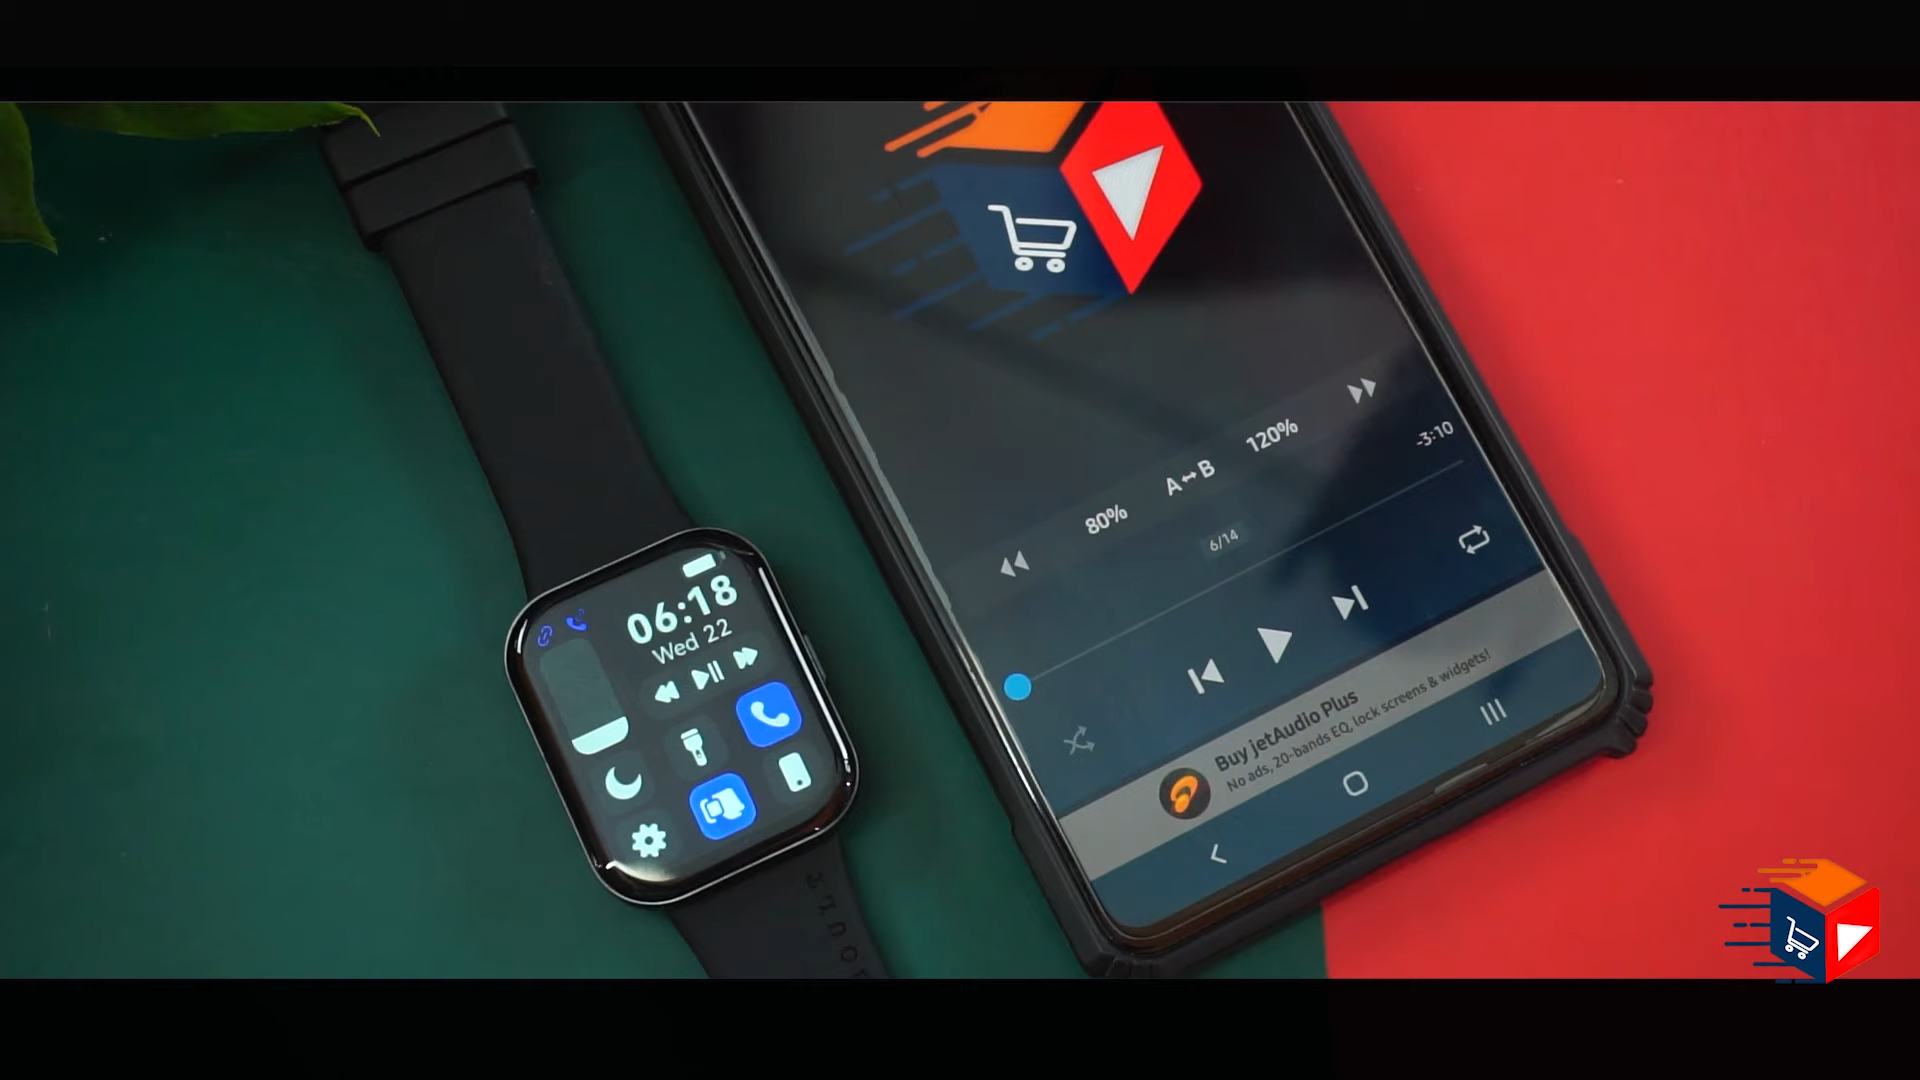 06:18
Wed 22
80%
A↔B
120%
-3:10
6/14
Buy jetAudio Plus
No ads, 20-bands EQ, lock screens & widgets!